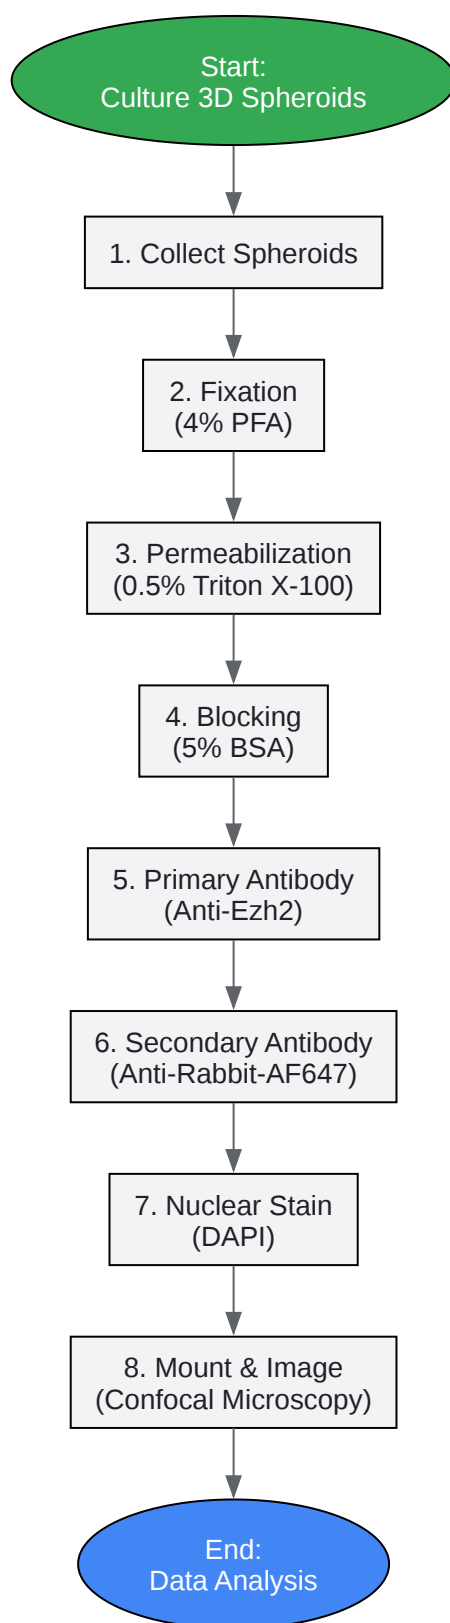 Start:
Culture 3D Spheroids
1. Collect Spheroids
2. Fixation
(4% PFA)
3. Permeabilization
(0.5% Triton X-100)
4. Blocking
(5% BSA)
5. Primary Antibody
(Anti-Ezh2)
6. Secondary Antibody
(Anti-Rabbit-AF647)
7. Nuclear Stain
(DAPI)
8. Mount & Image
(Confocal Microscopy)
End:
Data Analysis